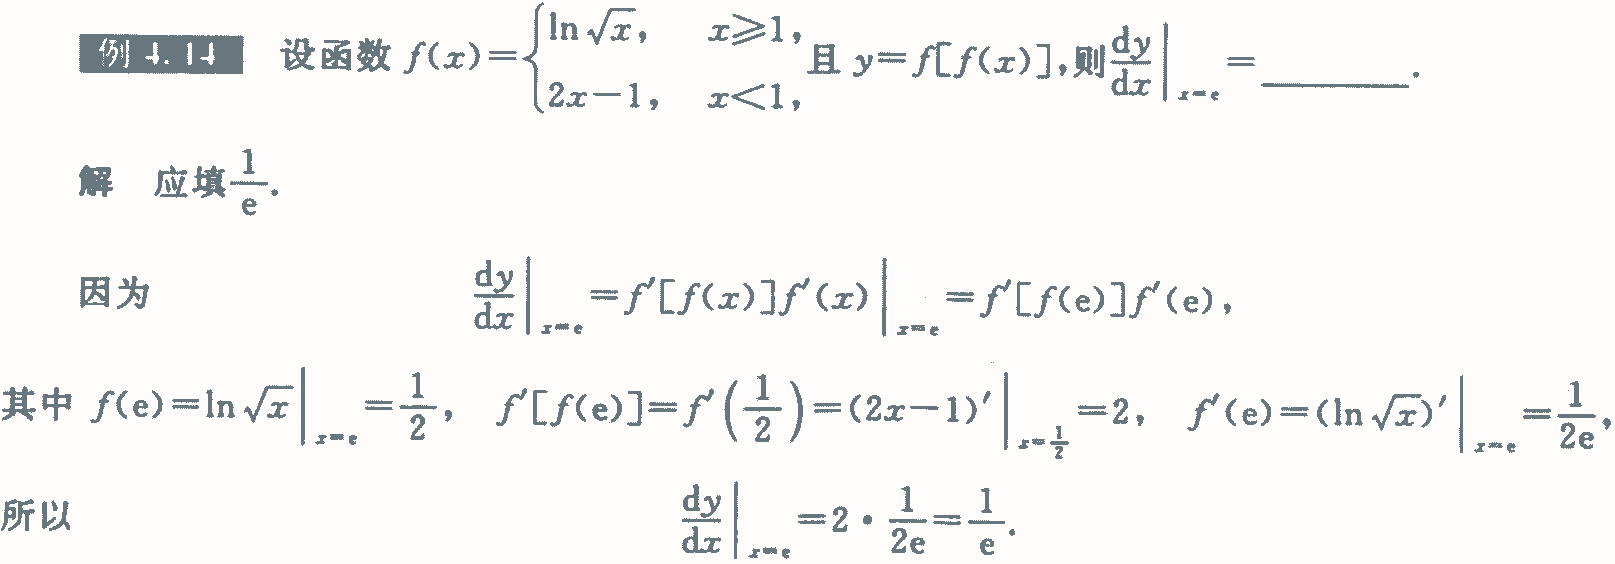 例 4.14 设函数 f(x)={ln√x, x≥1, 2x−1, x<1, 且 y=f[f(x)],则 dy/dx|ₓ₌ₑ=________.
解 应填 1/e.
因为 dy/dx|ₓ₌ₑ=f′[f(x)]f′(x)|ₓ₌ₑ=f′[f(e)]f′(e),
其中 f(e)=ln√x|ₓ₌ₑ=1/2, f′[f(e)]=f′(1/2)=(2x−1)′|ₓ₌½=2, f′(e)=(ln√x)′|ₓ₌ₑ=1/2e,
所以 dy/dx|ₓ₌ₑ=2·1/2e=1/e.